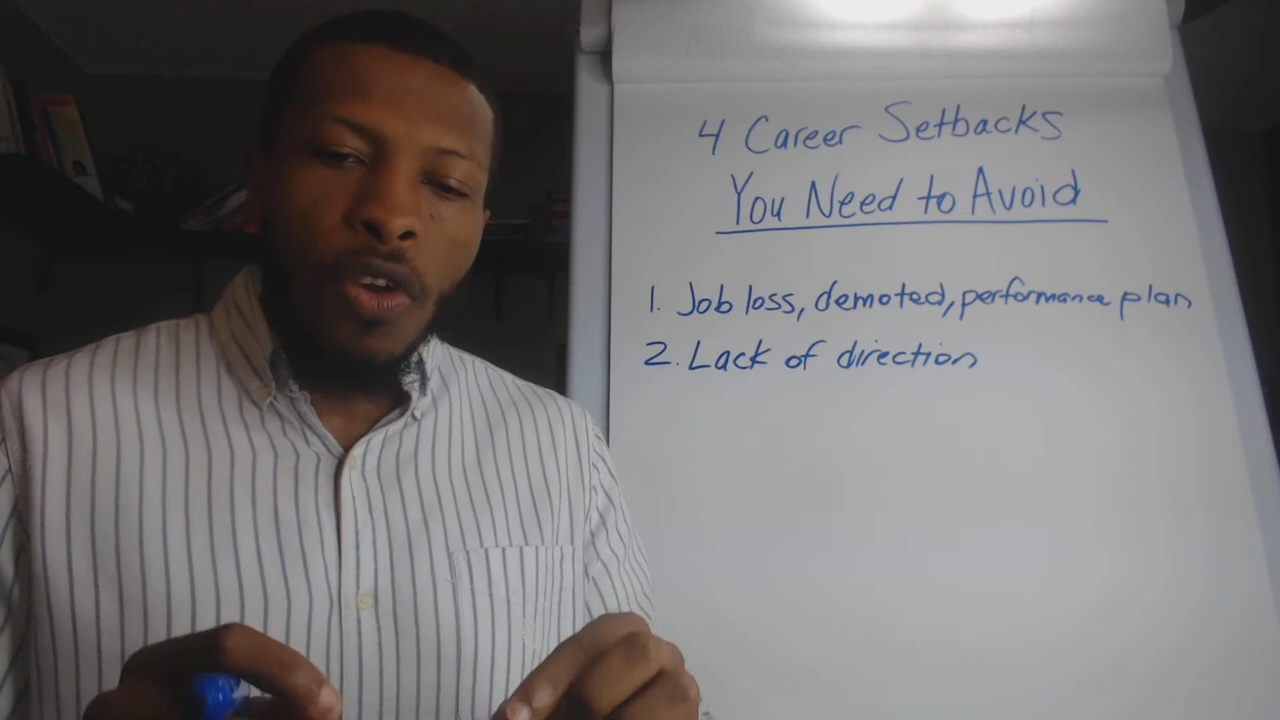 4 Career Setbacks
You Need to Avoid
1. Job loss, demoted, performance plan
2. Lack of direction